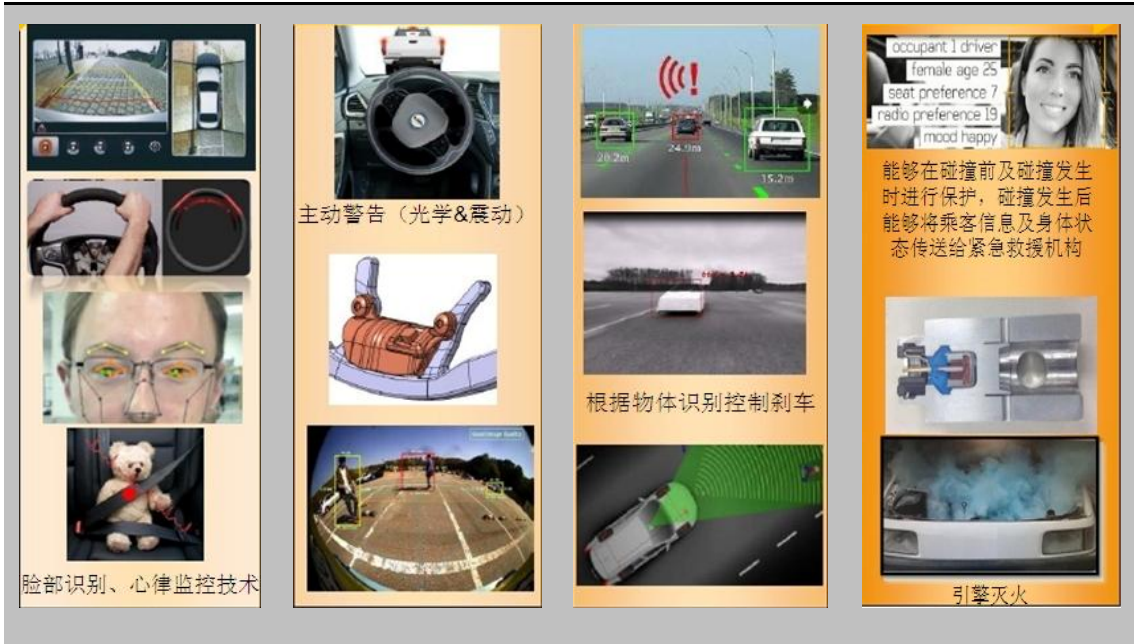 脸部识别、心律监控技术
主动警告（光学&震动）
20.2m
24.9m
15.2m
根据物体识别控制刹车
occupant 1 driver
female age 25
seat preference 7
radio preference 19
mood happy
能够在碰撞前及碰撞发生
时进行保护，碰撞发生后
能够将乘客信息及身体状
态传送给紧急救援机构
引擎灭火